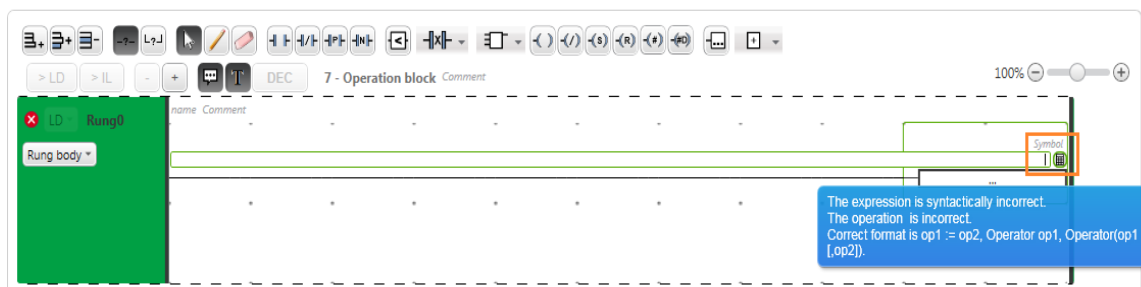 > LD > IL - + T DEC 7 - Operation block Comment 100%
name Comment
LD Rung0
Symbol
Rung body
...
The expression is syntactically incorrect.
The operation is incorrect.
Correct format is op1 := op2, Operator op1, Operator(op1
[,op2]).